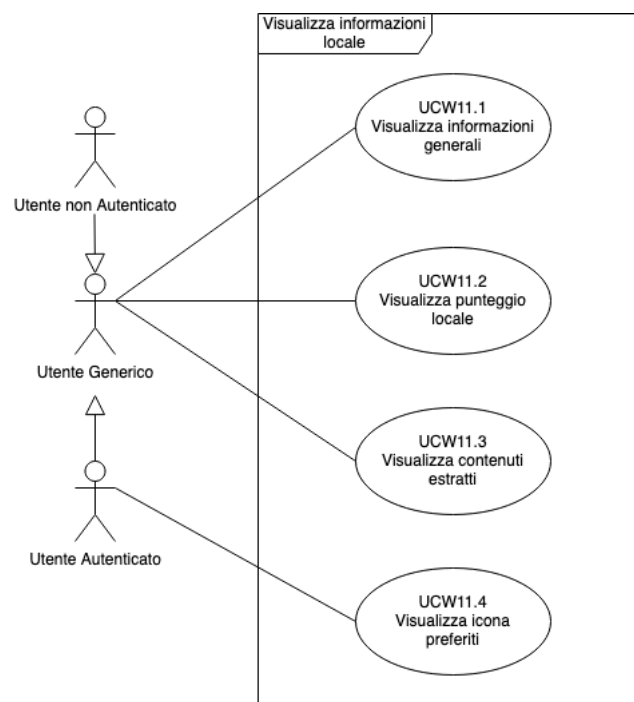 Visualizza informazioni
locale
UCW11.1
Visualizza informazioni
generali
Utente non Autenticato
UCW11.2
Visualizza punteggio
locale
Utente Generico
UCW11.3
Visualizza contenuti
estratti
Utente Autenticato
UCW11.4
Visualizza icona
preferiti